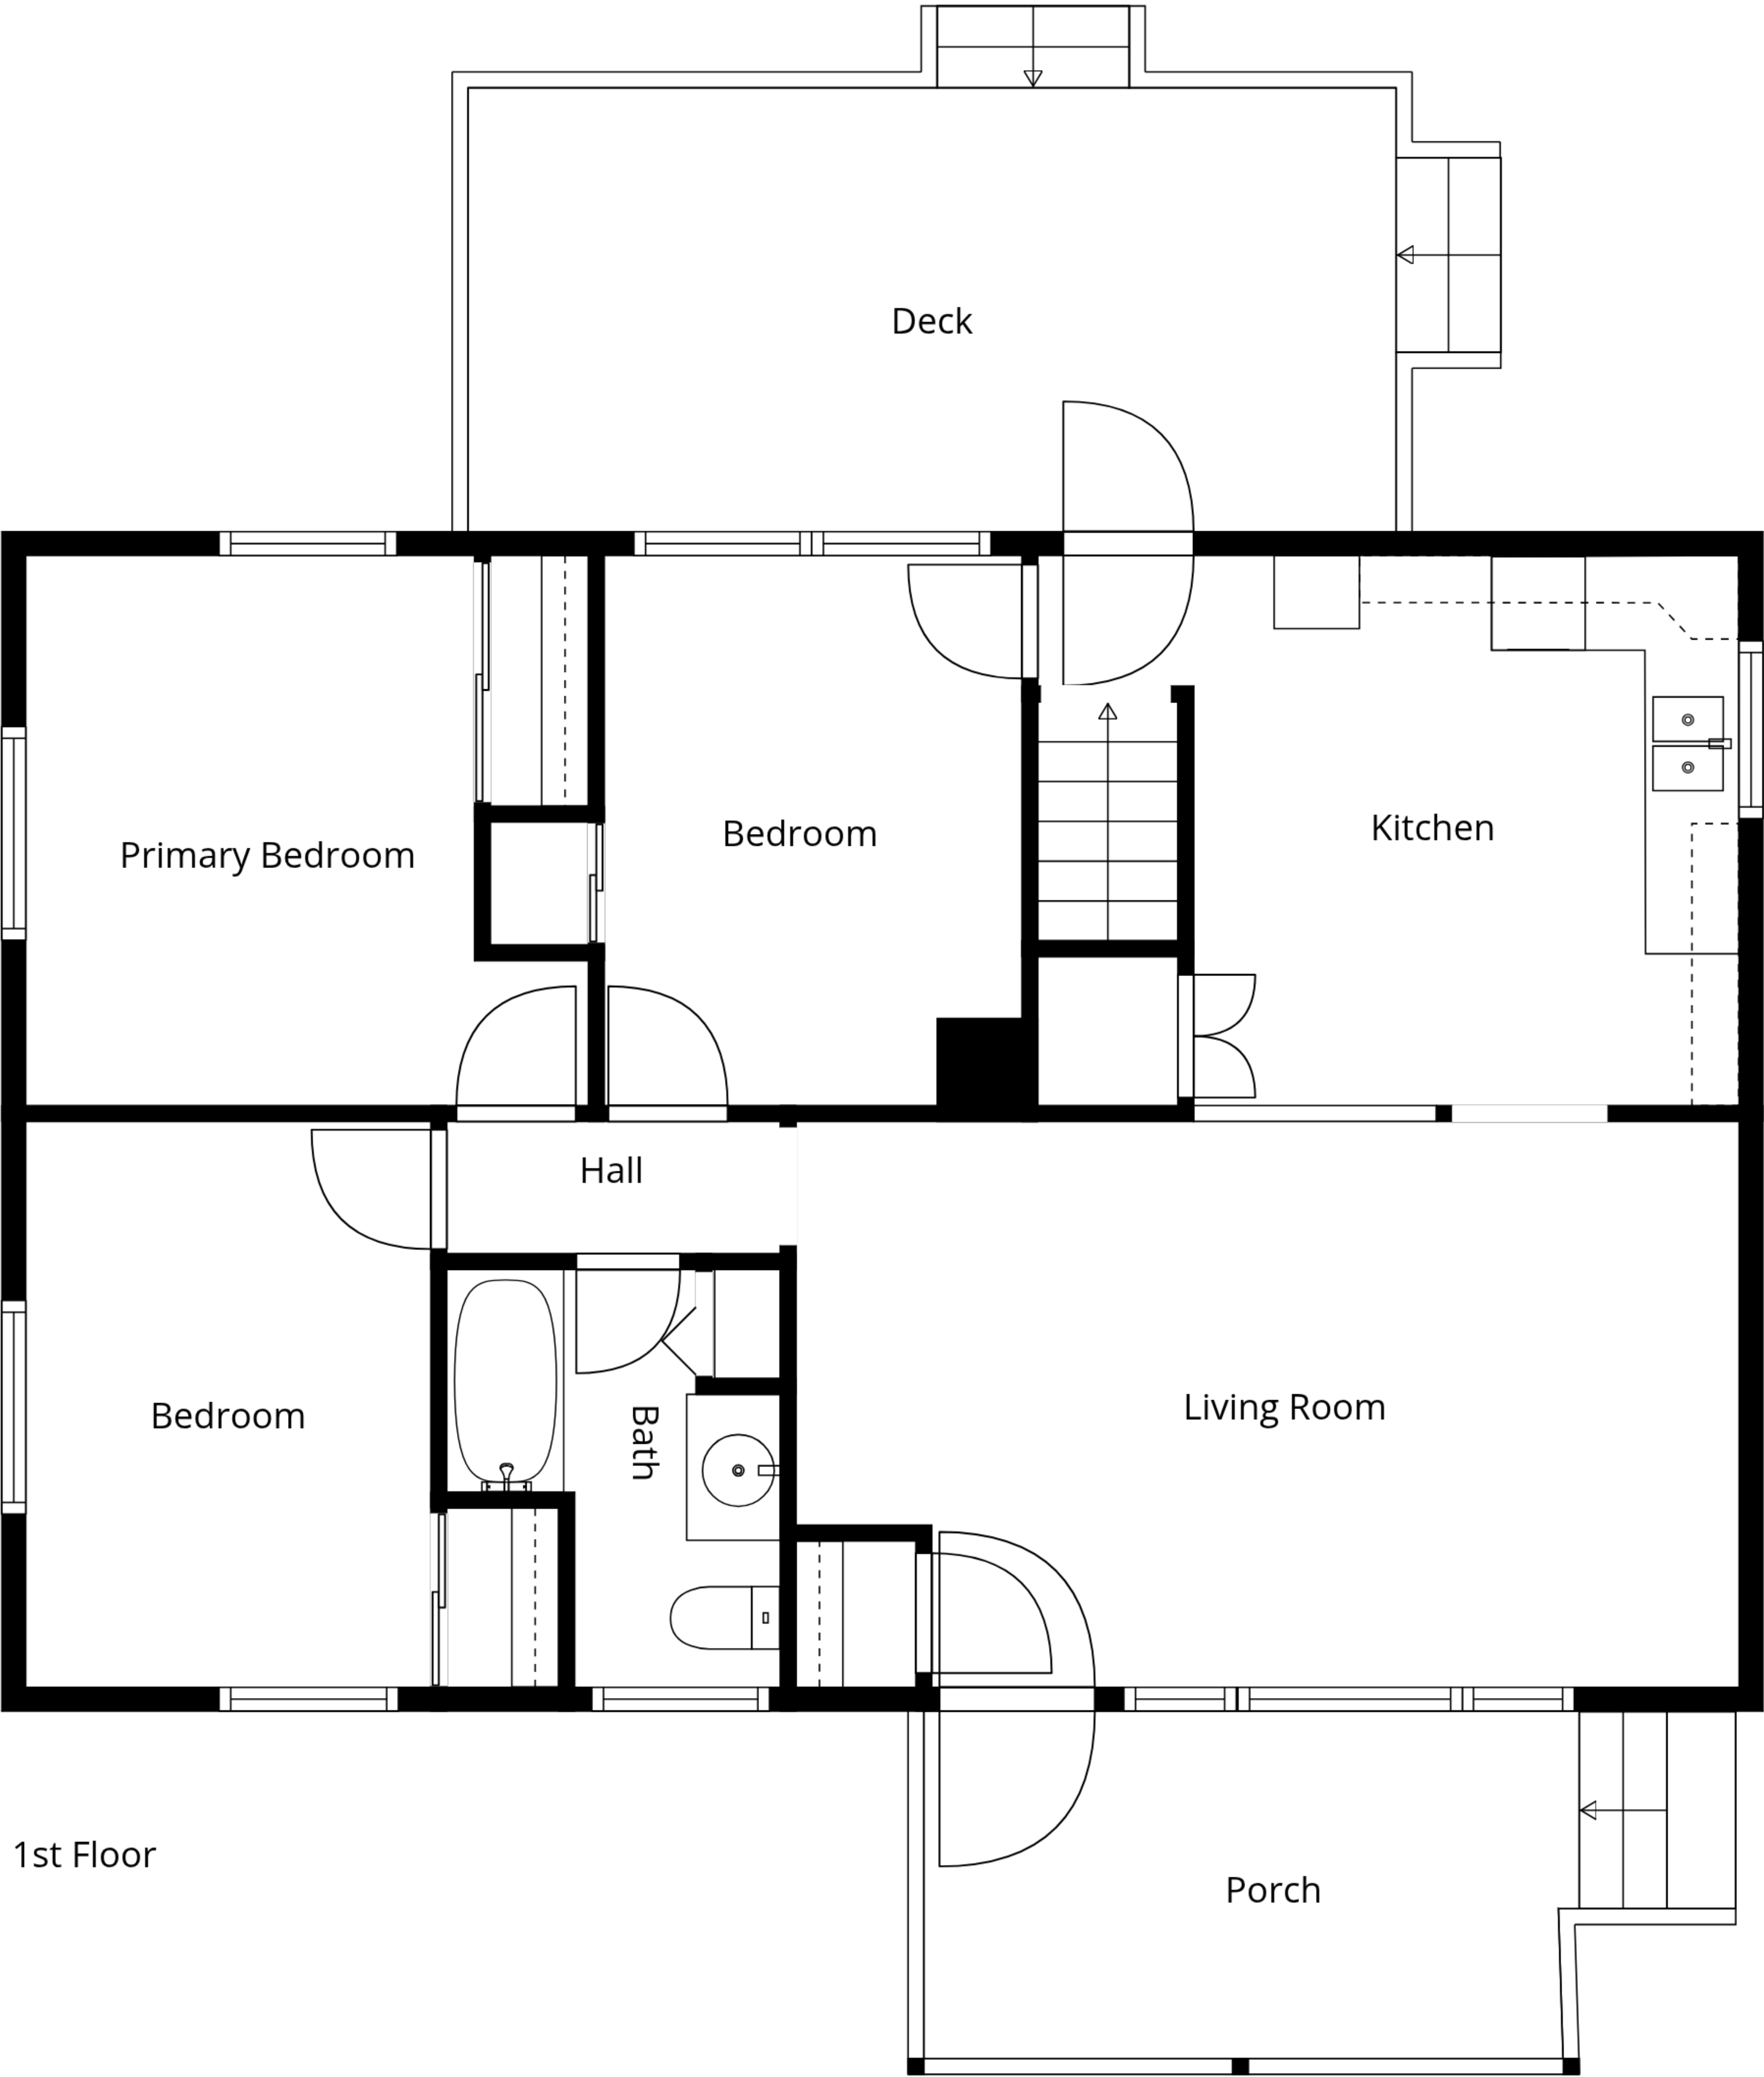 Deck
Primary Bedroom
Bedroom
Kitchen
Hall
Bedroom
Bath
Living Room
1st Floor
Porch